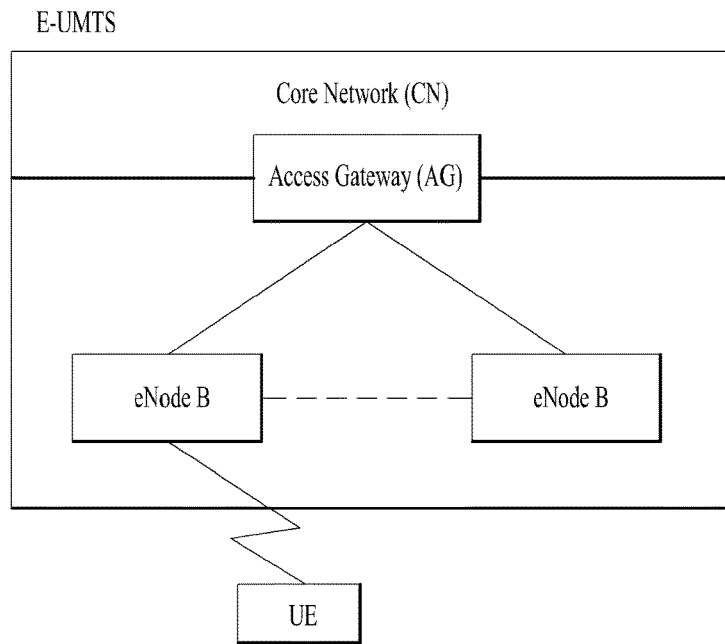 E-UMTS
Core Network (CN)
Access Gateway (AG)
eNode B
eNode B
UE